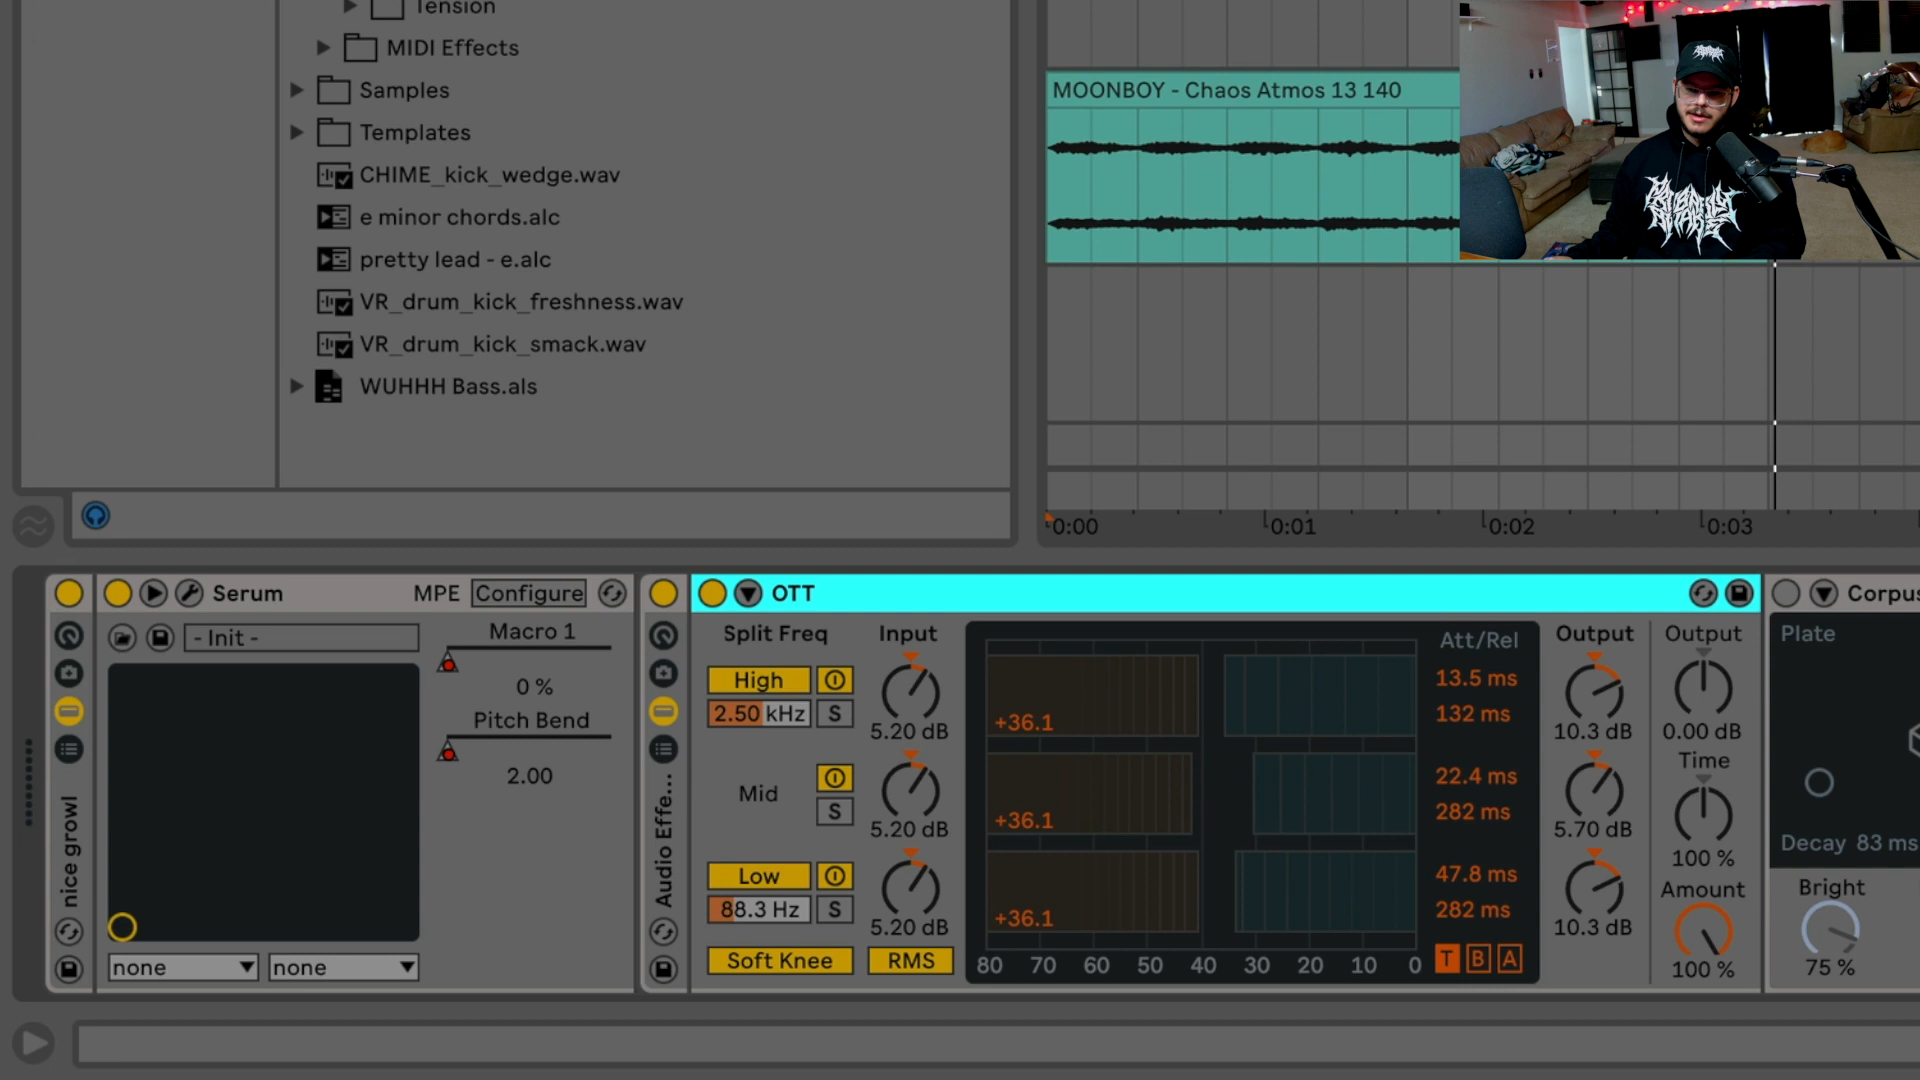 Tension
MIDI Effects
Samples
Templates
CHIME_kick_wedge.wav
e minor chords.alc
pretty lead - e.alc
VR_drum_kick_freshness.wav
VR_drum_kick_smack.wav
WUHHH Bass.als
MOONBOY - Chaos Atmos 13 140
0:00 0:01 0:02 0:03
nice growl
Serum MPE Configure
- Init -
Macro 1
0 %
Pitch Bend
2.00
none none
Audio Effe...
OTT
Split Freq Input Att/Rel Output Output
High
2.50 kHz S
5.20 dB
+36.1
13.5 ms
132 ms
10.3 dB
0.00 dB
Time
Mid
S
5.20 dB
+36.1
22.4 ms
282 ms
5.70 dB
100 %
Amount
Low
88.3 Hz S
5.20 dB
+36.1
47.8 ms
282 ms
10.3 dB
100 %
Soft Knee RMS
80 70 60 50 40 30 20 10 0 T B A
Corpus
Plate
Decay 83 ms
Bright
75 %